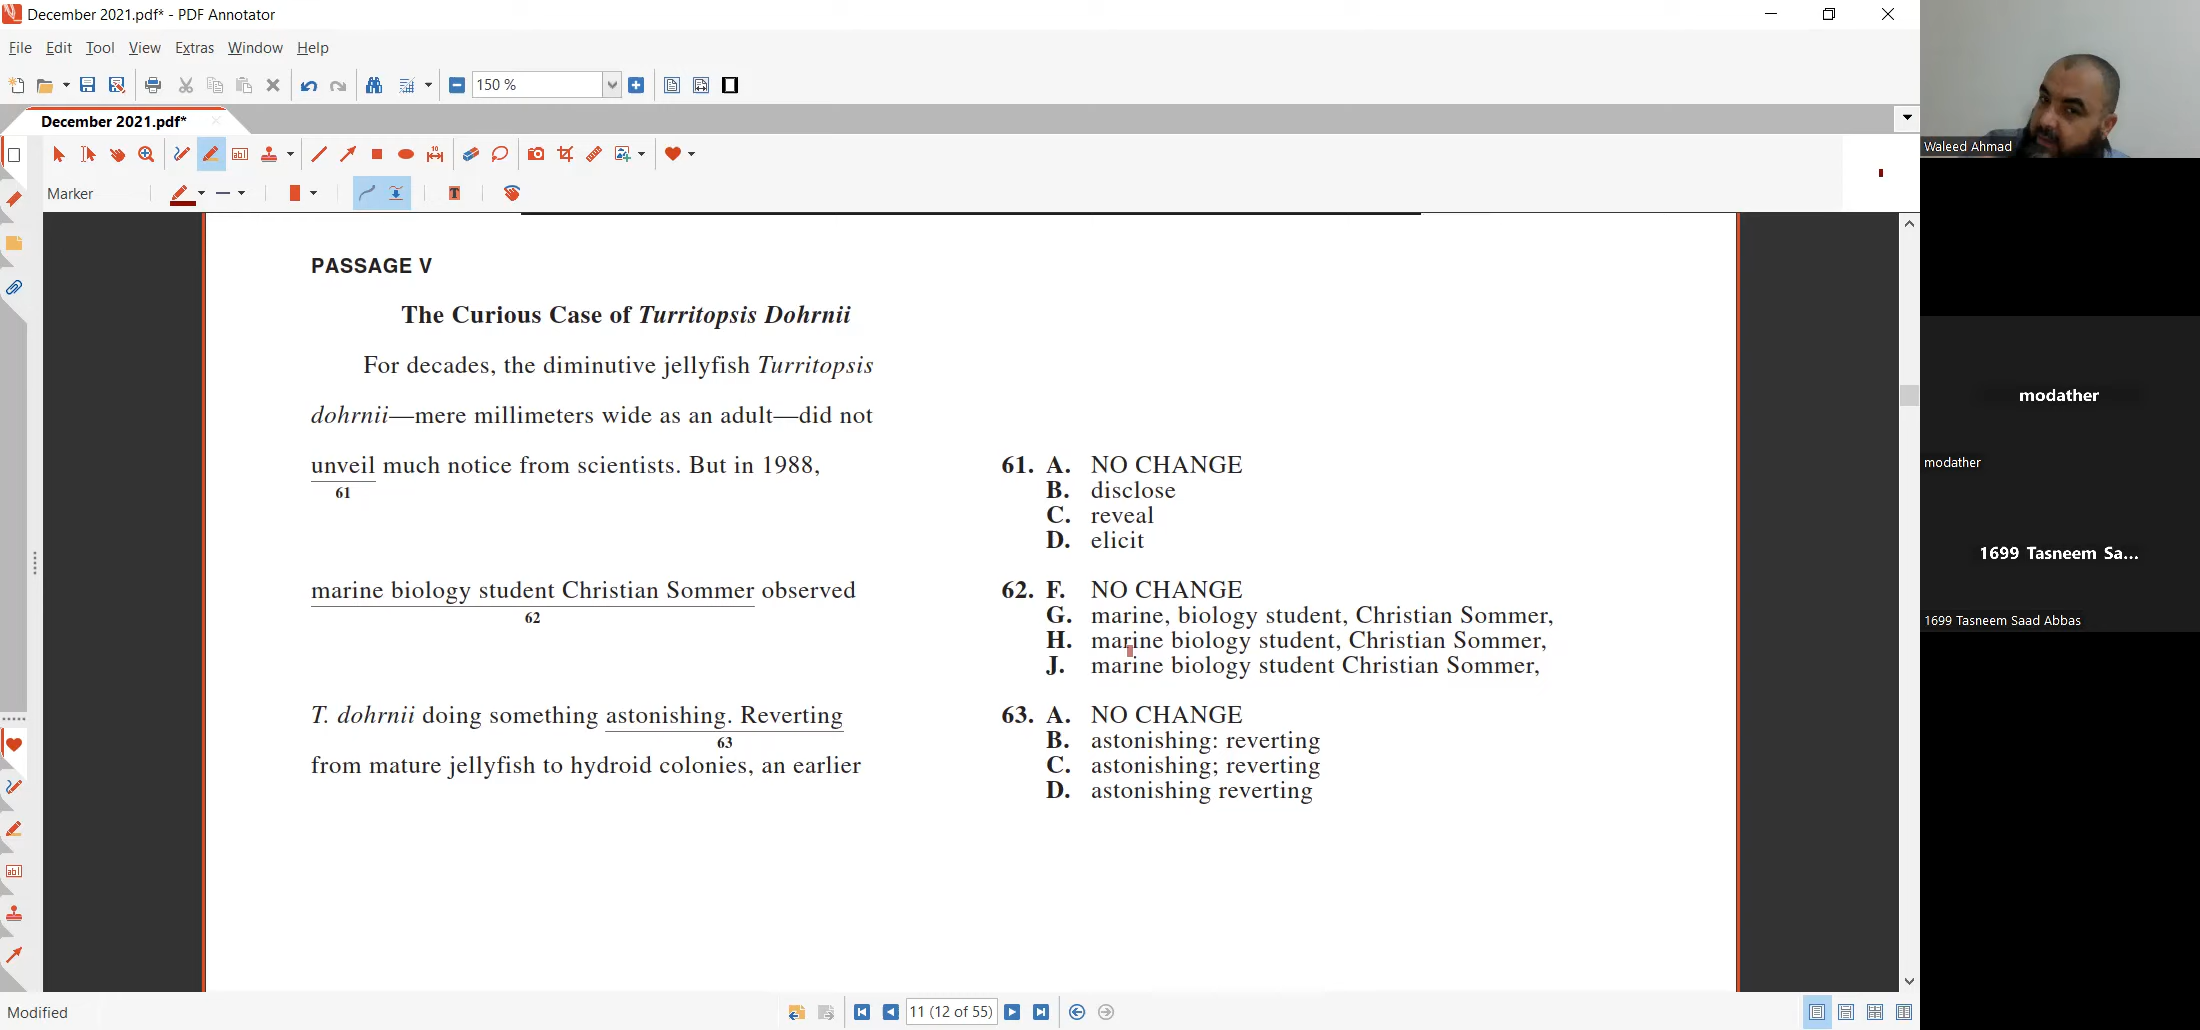 December 2021.pdf* - PDF Annotator
File Edit Tool View Extras Window Help
150 %
December 2021.pdf*
Marker
PASSAGE V
The Curious Case of Turritopsis Dohrnii
For decades, the diminutive jellyfish Turritopsis
dohrnii—mere millimeters wide as an adult—did not
unveil much notice from scientists. But in 1988,
61
61. A. NO CHANGE
B. disclose
C. reveal
D. elicit
marine biology student Christian Sommer observed
62
62. F. NO CHANGE
G. marine, biology student, Christian Sommer,
H. marine biology student, Christian Sommer,
J. marine biology student Christian Sommer,
T. dohrnii doing something astonishing. Reverting
63
from mature jellyfish to hydroid colonies, an earlier
63. A. NO CHANGE
B. astonishing: reverting
C. astonishing; reverting
D. astonishing reverting
Modified
11 (12 of 55)
Waleed Ahmad
modather
modather
1699 Tasneem Sa...
1699 Tasneem Saad Abbas